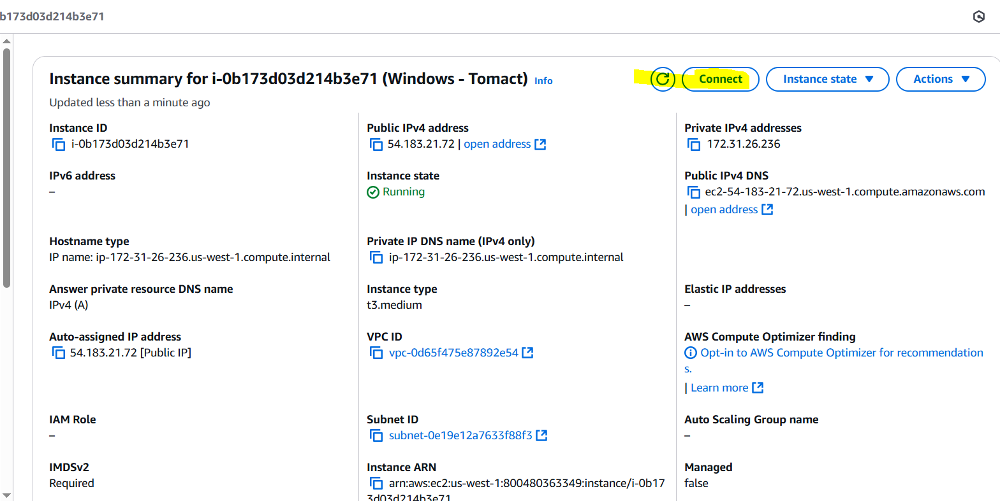 b173d03d214b3e71
Instance summary for i-0b173d03d214b3e71 (Windows - Tomact) Info
Connect
Instance state
Actions
Updated less than a minute ago
Instance ID
i-0b173d03d214b3e71
Public IPv4 address
54.183.21.72 | open address
Private IPv4 addresses
172.31.26.236
IPv6 address
–
Instance state
Running
Public IPv4 DNS
ec2-54-183-21-72.us-west-1.compute.amazonaws.com
| open address
Hostname type
IP name: ip-172-31-26-236.us-west-1.compute.internal
Private IP DNS name (IPv4 only)
ip-172-31-26-236.us-west-1.compute.internal
Answer private resource DNS name
IPv4 (A)
Instance type
t3.medium
Elastic IP addresses
–
Auto-assigned IP address
54.183.21.72 [Public IP]
VPC ID
vpc-0d65f475e87892e54
AWS Compute Optimizer finding
Opt-in to AWS Compute Optimizer for recommendation
s.
| Learn more
IAM Role
–
Subnet ID
subnet-0e19e12a7633f88f3
Auto Scaling Group name
–
IMDSv2
Required
Instance ARN
arn:aws:ec2:us-west-1:800480363349:instance/i-0b17
3d03d214b3e71
Managed
false